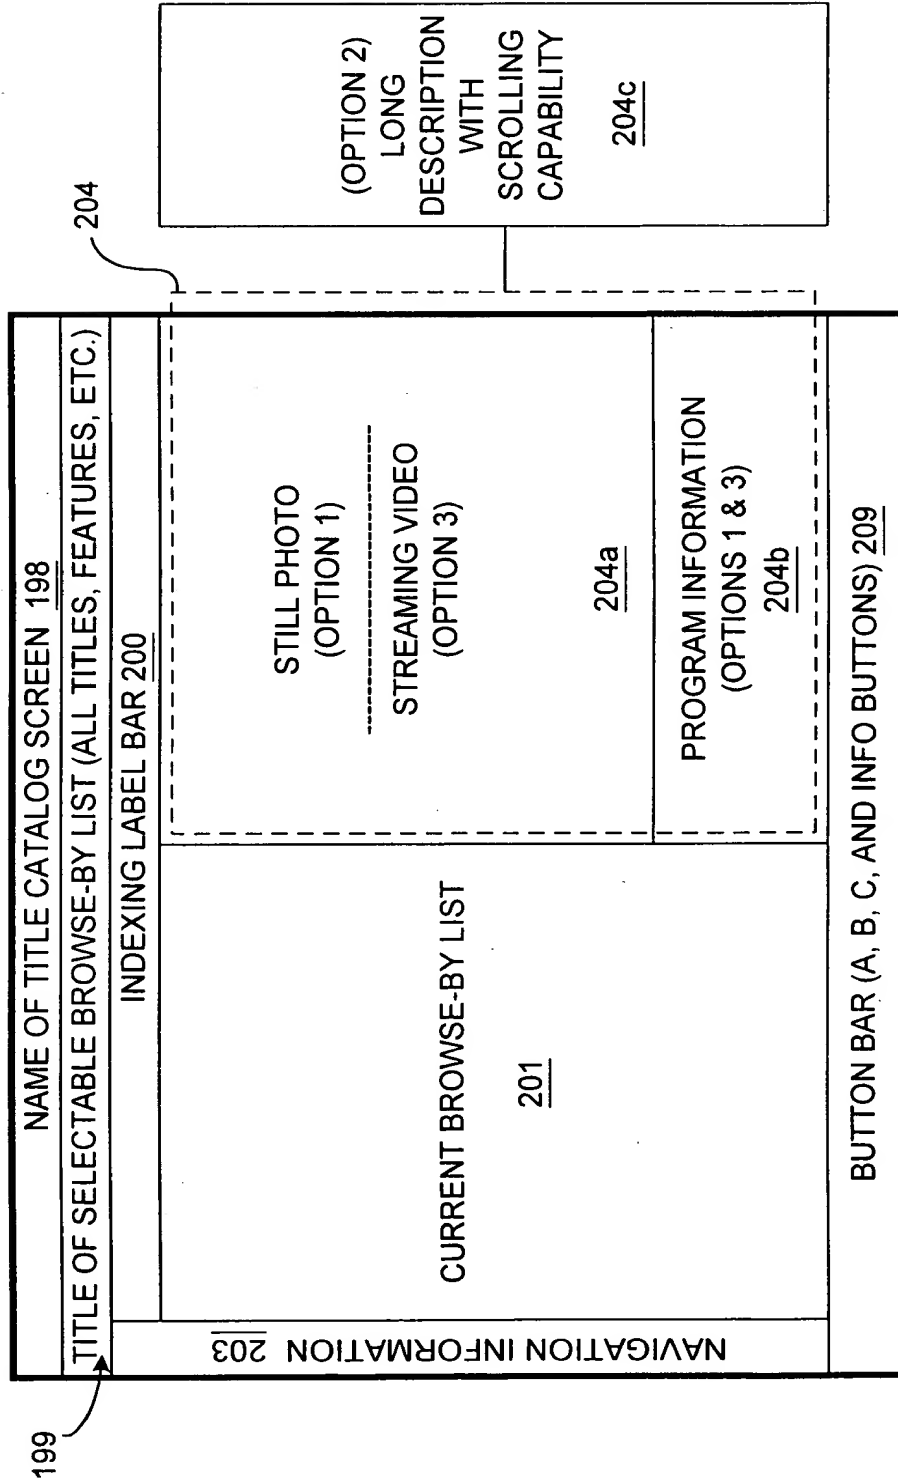 NAME OF TITLE CATALOG SCREEN 198
TITLE OF SELECTABLE BROWSE-BY LIST (ALL TITLES, FEATURES, ETC.)
199
INDEXING LABEL BAR 200
NAVIGATION INFORMATION 203
CURRENT BROWSE-BY LIST
201
STILL PHOTO
(OPTION 1)
STREAMING VIDEO
(OPTION 3)
204a
PROGRAM INFORMATION
(OPTIONS 1 & 3)
204b
204
(OPTION 2)
LONG
DESCRIPTION
WITH
SCROLLING
CAPABILITY
204c
BUTTON BAR (A, B, C, AND INFO BUTTONS) 209